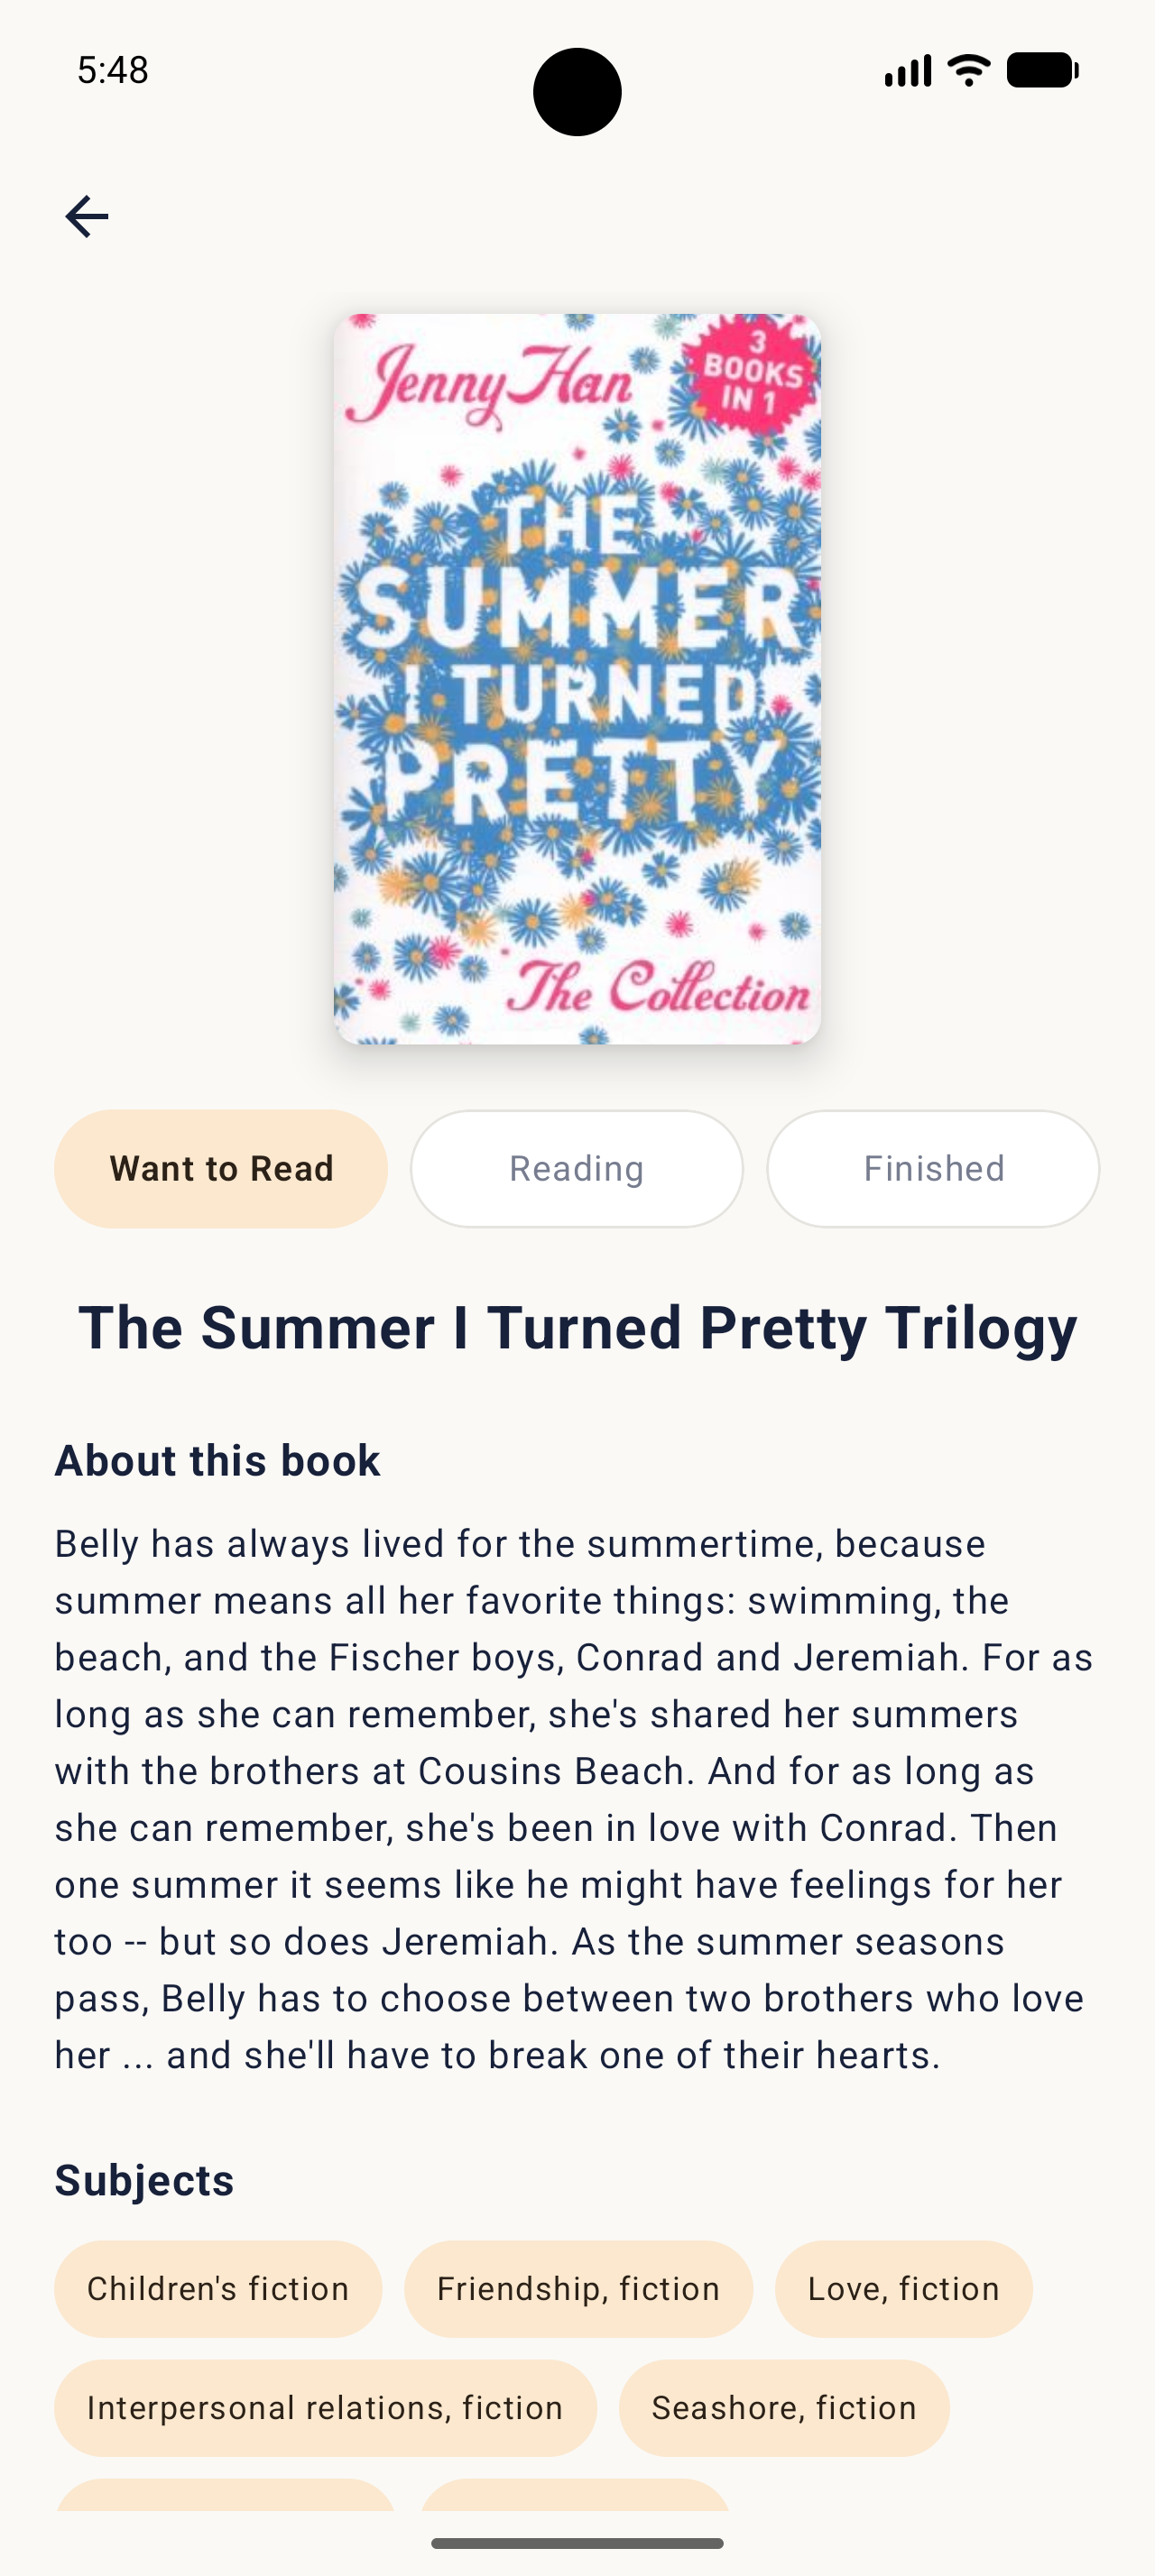 5:48
Jenny Han
3
BOOKS
IN 1
THE
SUMMER
I TURNED
PRETTY
The Collection
Want to Read
Reading
Finished
The Summer I Turned Pretty Trilogy
About this book
Belly has always lived for the summertime, because
summer means all her favorite things: swimming, the
beach, and the Fischer boys, Conrad and Jeremiah. For as
long as she can remember, she's shared her summers
with the brothers at Cousins Beach. And for as long as
she can remember, she's been in love with Conrad. Then
one summer it seems like he might have feelings for her
too -- but so does Jeremiah. As the summer seasons
pass, Belly has to choose between two brothers who love
her ... and she'll have to break one of their hearts.
Subjects
Children's fiction
Friendship, fiction
Love, fiction
Interpersonal relations, fiction
Seashore, fiction